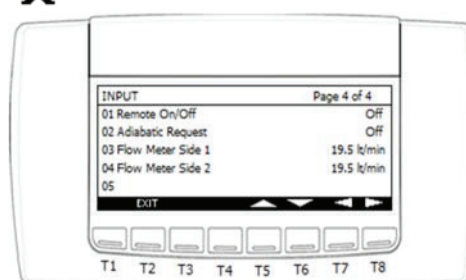 INPUT Page 4 of 4
01 Remote On/Off Off
02 Adiabatic Request Off
03 Flow Meter Side 1 19.5 lt/min
04 Flow Meter Side 2 19.5 lt/min
05
EXIT
T1 T2 T3 T4 T5 T6 T7 T8